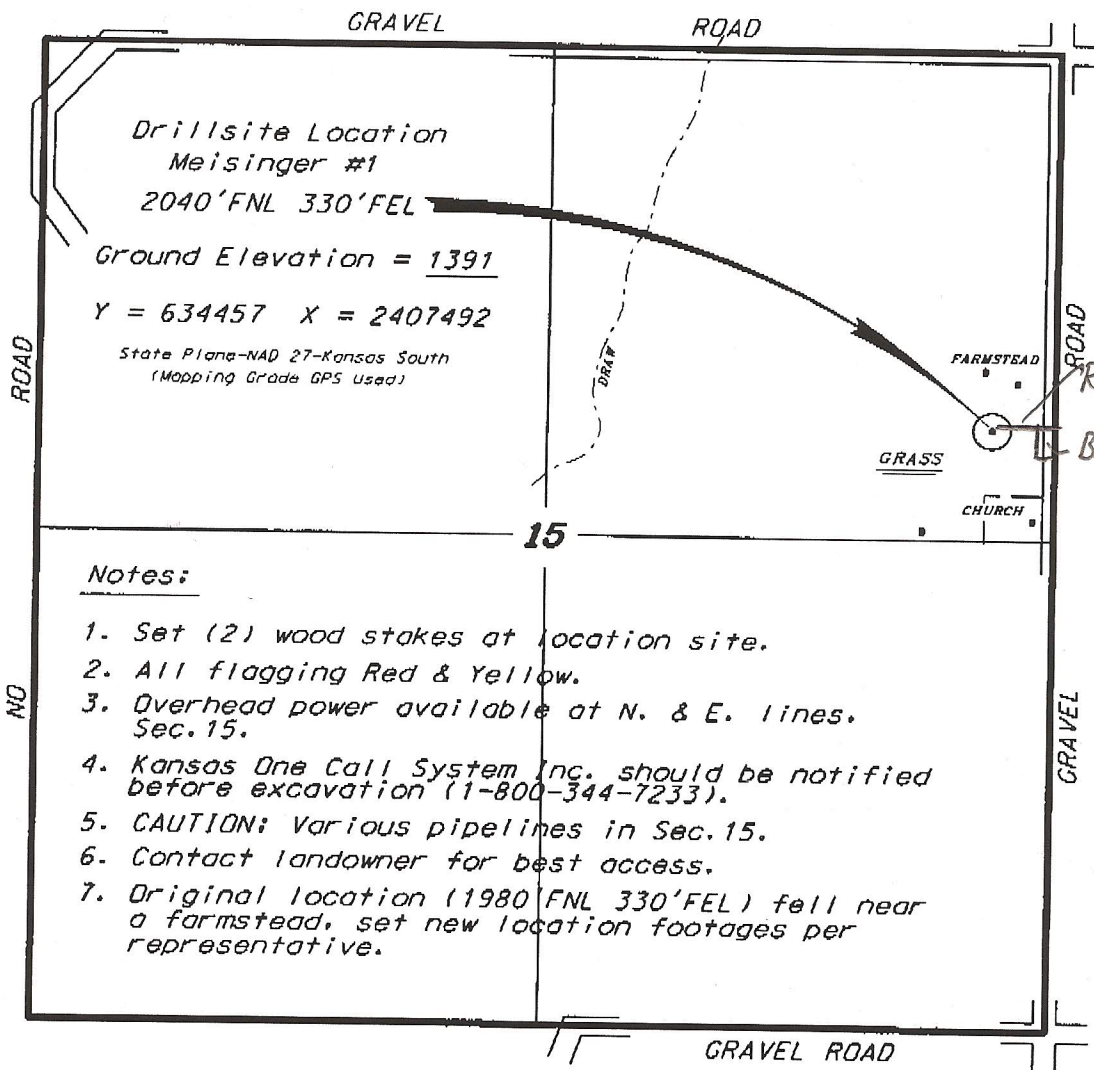 GRAVEL ROAD
Drillsite Location
Meisinger #1
2040'FNL 330'FEL
Ground Elevation = 1391
Y = 634457 X = 2407492
State Plane-NAD 27-Kansas South
(Mapping Grade GPS Used)
NO ROAD
DRAW
FARMSTEAD
GRASS
CHURCH
GRAVEL ROAD
R
B
15
Notes:
1. Set (2) wood stakes at location site.
2. All flagging Red & Yellow.
3. Overhead power available at N. & E. lines.
Sec. 15.
4. Kansas One Call System Inc. should be notified
before excavation (1-800-344-7233).
5. CAUTION: Various pipelines in Sec. 15.
6. Contact landowner for best access.
7. Original location (1980'FNL 330'FEL) fell near
a farmstead, set new location footages per
representative.
GRAVEL ROAD